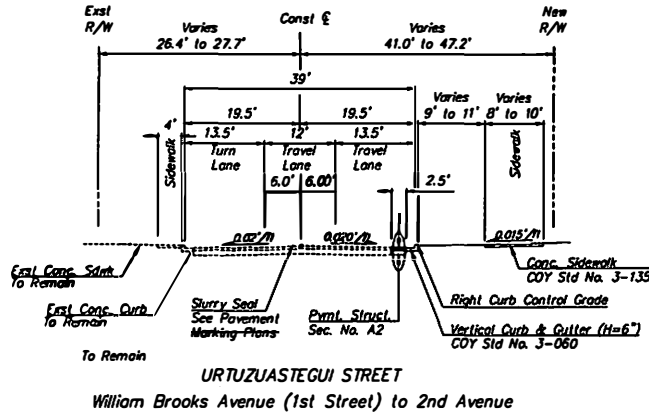 Exst
R/W
Const ℄
New
R/W
Varies
26.4' to 27.7'
Varies
41.0' to 47.2'
39'
Varies
9' to 11'
Varies
8' to 10'
4'
19.5'
19.5'
13.5'
12'
13.5'
Sidewalk
Turn
Lane
Travel
Lane
Travel
Lane
Sidewalk
6.0'
6.00'
2.5'
0.02'/ft
0.020'/ft
0.015'/ft
Exst Conc. Sdwk
To Remain
Exst Conc. Curb
To Remain
To Remain
Slurry Seal
See Pavement
Marking Plans
Pvmt. Struct.
Sec. No. A2
Conc. Sidewalk
COY Std No. 3-135
Right Curb Control Grade
Vertical Curb & Gutter (H=6")
COY Std No. 3-060
URTUZUASTEGUI STREET
William Brooks Avenue (1st Street) to 2nd Avenue